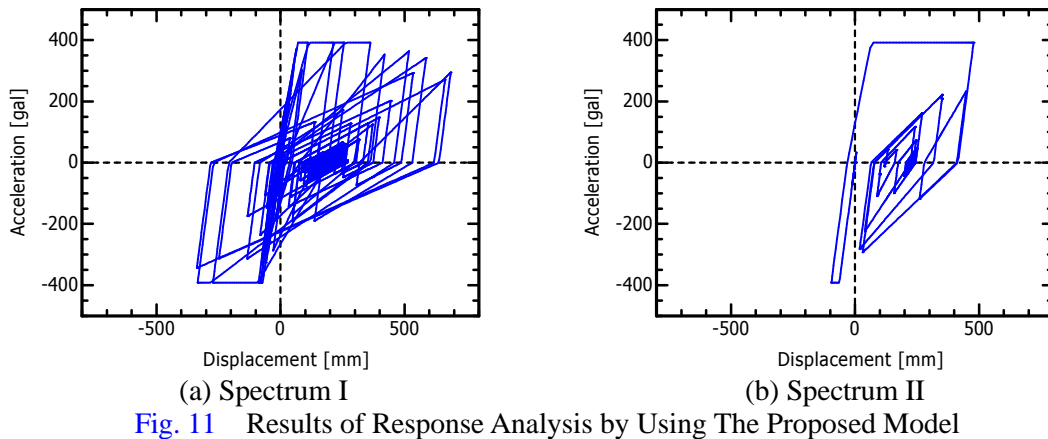 400
200
0
-200
-400
Acceleration [gal]
-500 0 500
Displacement [mm]
(a) Spectrum I
400
200
0
-200
-400
Acceleration [gal]
-500 0 500
Displacement [mm]
(b) Spectrum II
Fig. 11 Results of Response Analysis by Using The Proposed Model